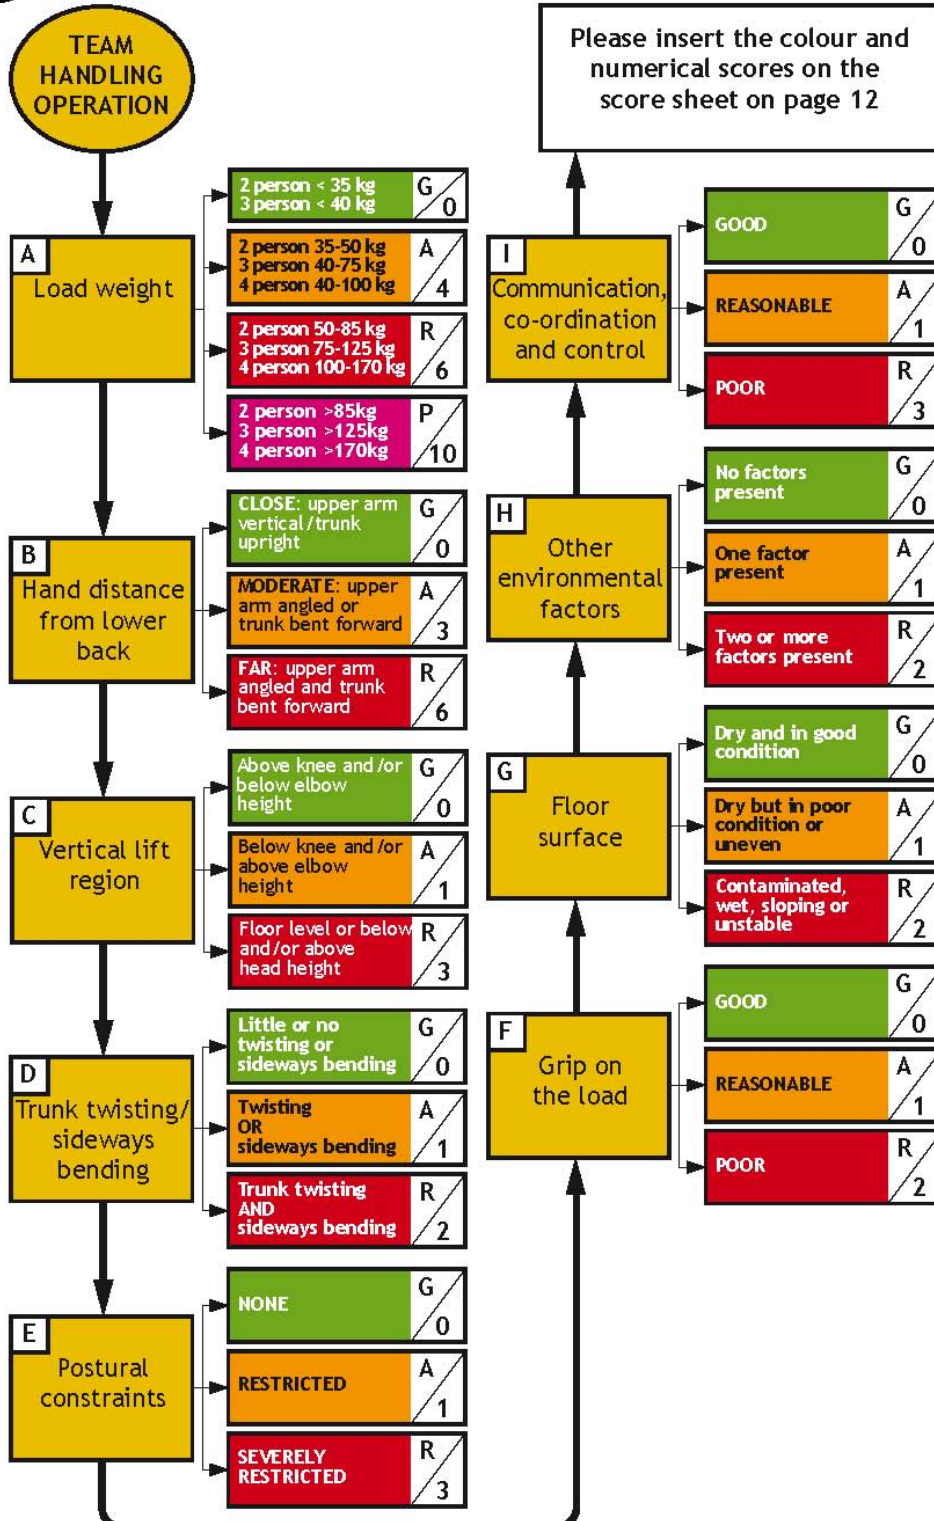 TEAM
HANDLING
OPERATION
A
Load weight
2 person < 35 kg
3 person < 40 kg
G/0
2 person 35-50 kg
3 person 40-75 kg
4 person 40-100 kg
A/4
2 person 50-85 kg
3 person 75-125 kg
4 person 100-170 kg
R/6
2 person >85kg
3 person >125kg
4 person >170kg
P/10
B
Hand distance
from lower
back
CLOSE: upper arm
vertical/trunk
upright
G/0
MODERATE: upper
arm angled or
trunk bent forward
A/3
FAR: upper arm
angled and trunk
bent forward
R/6
C
Vertical lift
region
Above knee and/or
below elbow
height
G/0
Below knee and/or
above elbow
height
A/1
Floor level or below
and/or above
head height
R/3
D
Trunk twisting/
sideways
bending
Little or no
twisting or
sideways bending
G/0
Twisting
OR
sideways bending
A/1
Trunk twisting
AND
sideways bending
R/2
E
Postural
constraints
NONE
G/0
RESTRICTED
A/1
SEVERELY
RESTRICTED
R/3
F
Grip on
the load
GOOD
G/0
REASONABLE
A/1
POOR
R/2
G
Floor
surface
Dry and in good
condition
G/0
Dry but in poor
condition or
uneven
A/1
Contaminated,
wet, sloping or
unstable
R/2
H
Other
environmental
factors
No factors
present
G/0
One factor
present
A/1
Two or more
factors present
R/2
I
Communication,
co-ordination
and control
GOOD
G/0
REASONABLE
A/1
POOR
R/3
Please insert the colour and
numerical scores on the
score sheet on page 12